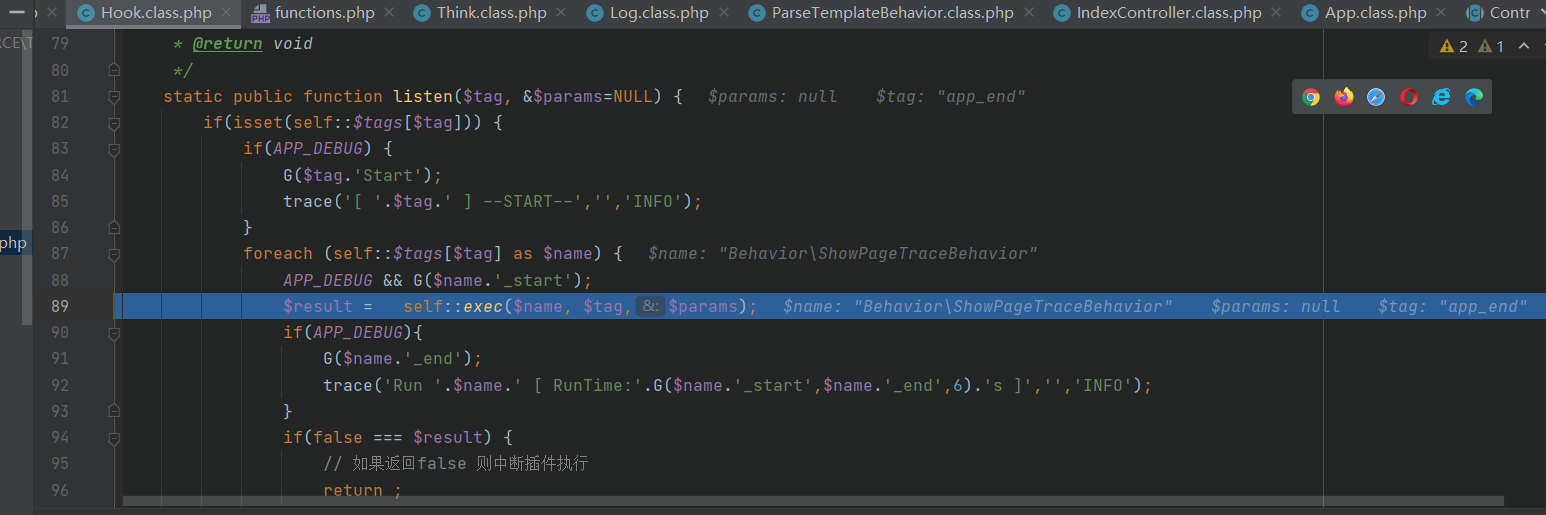 Hook.class.php functions.php Think.class.php Log.class.php ParseTemplateBehavior.class.php IndexController.class.php App.class.php Contr
79 * @return void
80 */
81 static public function listen($tag, &$params=NULL) { $params: null $tag: "app_end"
82 if(isset(self::$tags[$tag])) {
83 if(APP_DEBUG) {
84 G($tag.'Start');
85 trace('[ '.$tag.' ] --START--','','INFO');
86 }
87 foreach (self::$tags[$tag] as $name) { $name: "Behavior\ShowPageTraceBehavior"
88 APP_DEBUG && G($name.'_start');
89 $result = self::exec($name, $tag, &: $params); $name: "Behavior\ShowPageTraceBehavior" $params: null $tag: "app_end"
90 if(APP_DEBUG){
91 G($name.'_end');
92 trace('Run '.$name.' [ RunTime:'.G($name.'_start',$name.'_end',6).'s ]','','INFO');
93 }
94 if(false === $result) {
95 // 如果返回false 则中断插件执行
96 return ;
2 1
RCE\T
php